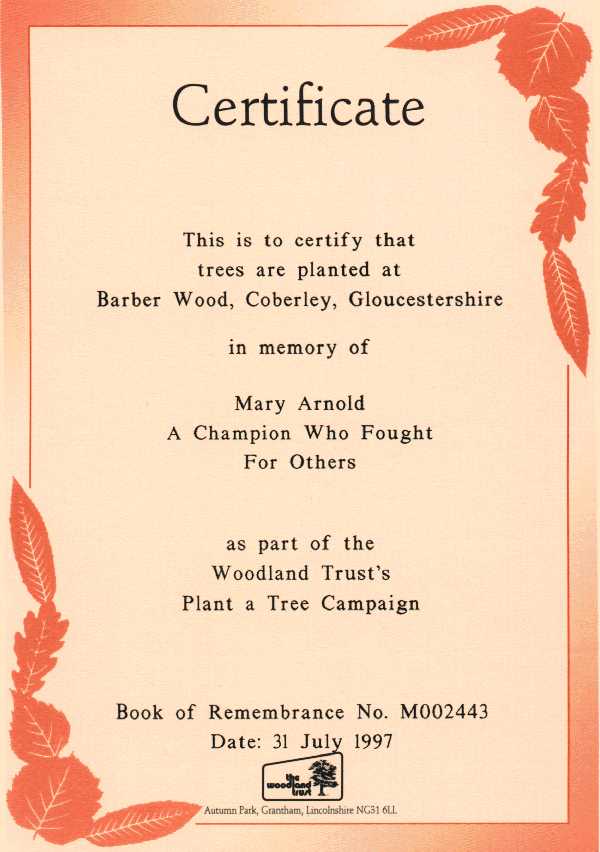 Certificate
This is to certify that
trees are planted at
Barber Wood, Coberley, Gloucestershire
in memory of
Mary Arnold
A Champion Who Fought
For Others
as part of the
Woodland Trust's
Plant a Tree Campaign
Book of Remembrance No. M002443
Date: 31 July 1997
the
woodland
trust
Autumn Park, Grantham, Lincolnshire NG31 6LL